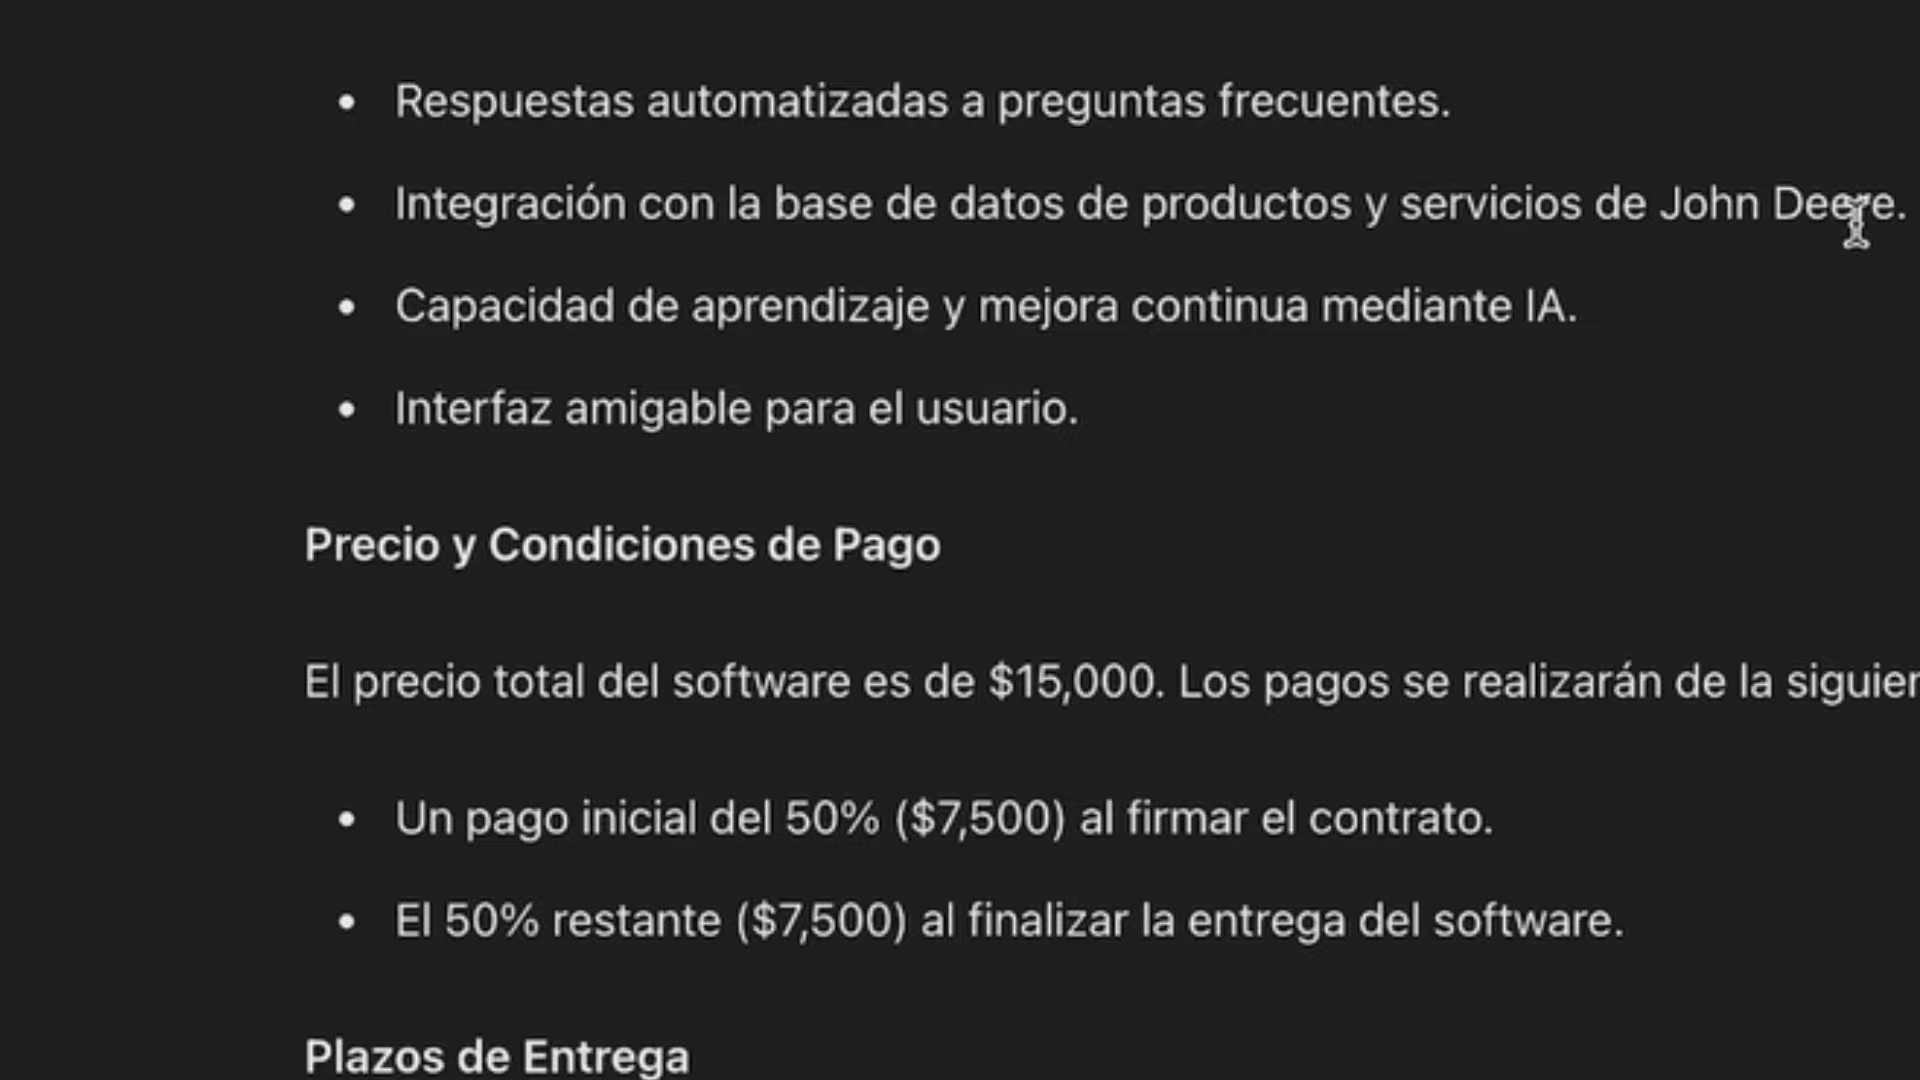 Respuestas automatizadas a preguntas frecuentes.
Integración con la base de datos de productos y servicios de John Deere.
Capacidad de aprendizaje y mejora continua mediante IA.
Interfaz amigable para el usuario.
Precio y Condiciones de Pago
El precio total del software es de $15,000. Los pagos se realizarán de la
Un pago inicial del 50% ($7,500) al firmar el contrato.
El 50% restante ($7,500) al finalizar la entrega del software.
Plazos de Entrega